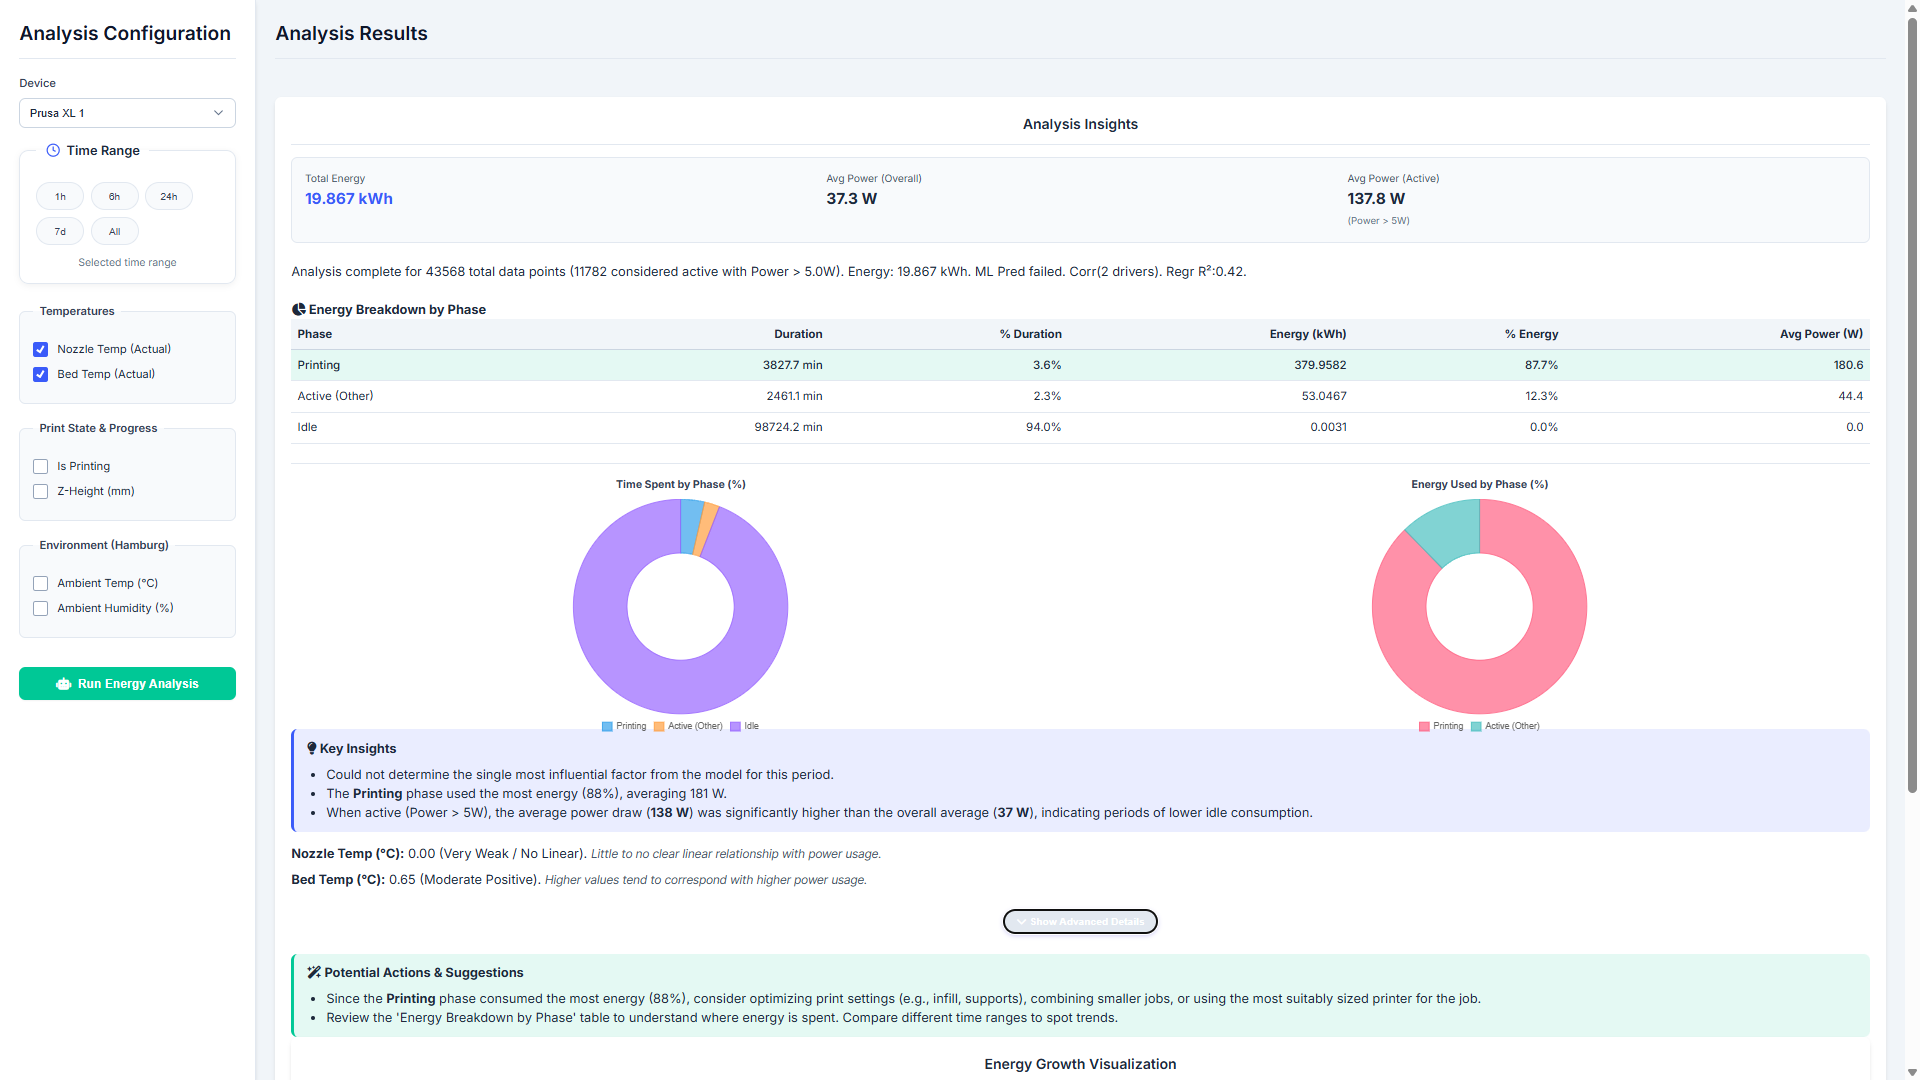 Analysis Configuration
Device
Prusa XL 1
Time Range
1h
6h
24h
7d
All
Selected time range
Temperatures
Nozzle Temp (Actual)
Bed Temp (Actual)
Print State & Progress
Is Printing
Z-Height (mm)
Environment (Hamburg)
Ambient Temp (°C)
Ambient Humidity (%)
Run Energy Analysis
Analysis Results
Analysis Insights
Total Energy
19.867 kWh
Avg Power (Overall)
37.3 W
Avg Power (Active)
137.8 W
(Power > 5W)
Analysis complete for 43568 total data points (11782 considered active with Power > 5.0W). Energy: 19.867 kWh. ML Pred failed. Corr(2 drivers). Regr R²:0.42.
Energy Breakdown by Phase
Phase Duration % Duration Energy (kWh) % Energy Avg Power (W)
Printing 3827.7 min 3.6% 379.9582 87.7% 180.6
Active (Other) 2461.1 min 2.3% 53.0467 12.3% 44.4
Idle 98724.2 min 94.0% 0.0031 0.0% 0.0
Time Spent by Phase (%)
Printing Active (Other) Idle
Energy Used by Phase (%)
Printing Active (Other)
Key Insights
• Could not determine the single most influential factor from the model for this period.
• The Printing phase used the most energy (88%), averaging 181 W.
• When active (Power > 5W), the average power draw (138 W) was significantly higher than the overall average (37 W), indicating periods of lower idle consumption.
Nozzle Temp (°C): 0.00 (Very Weak / No Linear). Little to no clear linear relationship with power usage.
Bed Temp (°C): 0.65 (Moderate Positive). Higher values tend to correspond with higher power usage.
Show Advanced Details
Potential Actions & Suggestions
• Since the Printing phase consumed the most energy (88%), consider optimizing print settings (e.g., infill, supports), combining smaller jobs, or using the most suitably sized printer for the job.
• Review the 'Energy Breakdown by Phase' table to understand where energy is spent. Compare different time ranges to spot trends.
Energy Growth Visualization